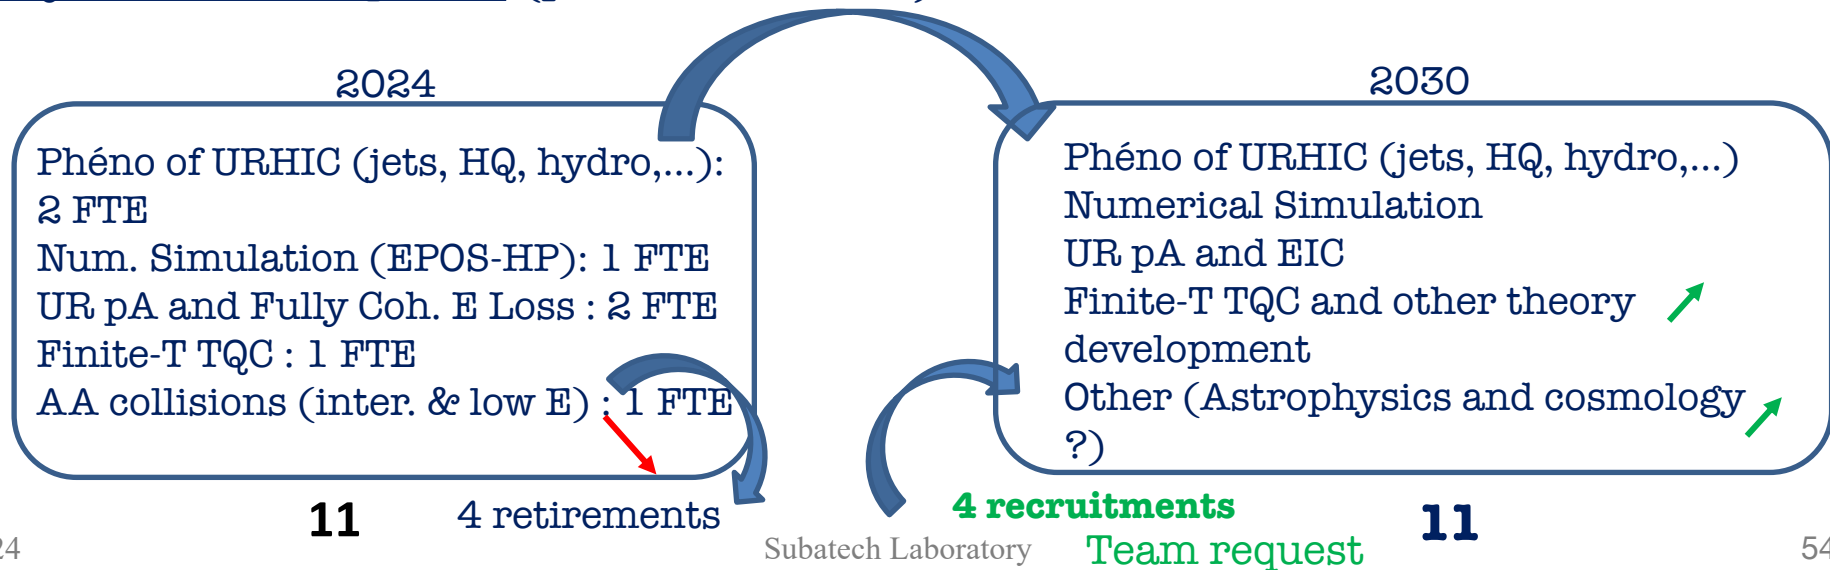 2024
Phéno of URHIC (jets, HQ, hydro,...):
2 FTE
Num. Simulation (EPOS-HP): 1 FTE
UR pA and Fully Coh. E Loss : 2 FTE
Finite-T TQC : 1 FTE
AA collisions (inter. & low E) : 1 FTE
11
4 retirements
2030
Phéno of URHIC (jets, HQ, hydro,...)
Numerical Simulation
UR pA and EIC
Finite-T TQC and other theory
development
Other (Astrophysics and cosmology
?)
4 recruitments
Team request
11
24
Subatech Laboratory
54